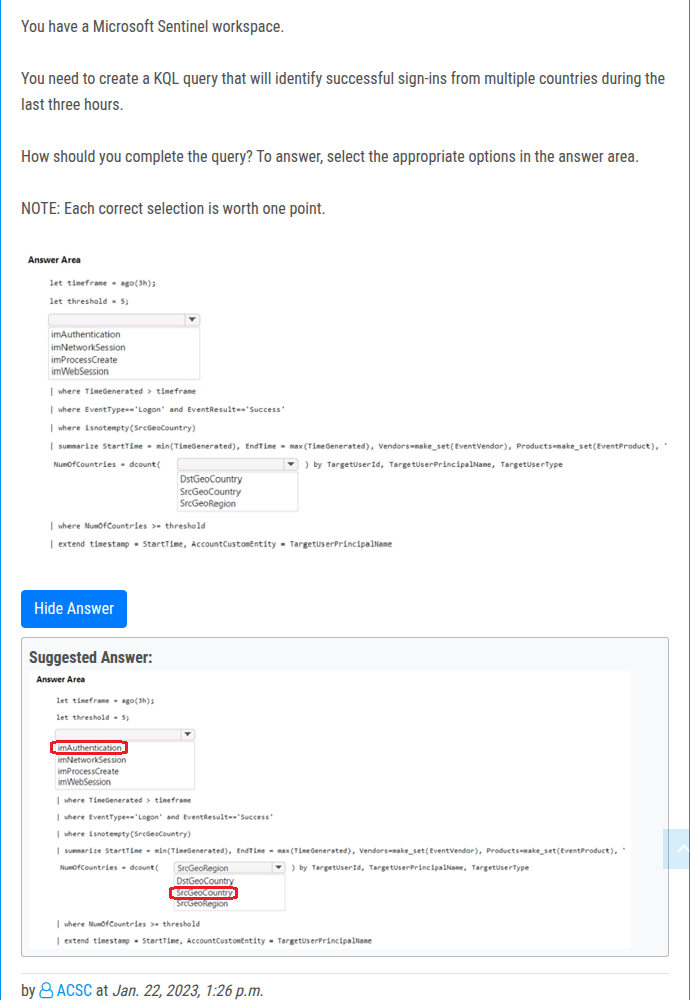 You have a Microsoft Sentinel workspace.
You need to create a KQL query that will identify successful sign-ins from multiple countries during the
last three hours.
How should you complete the query? To answer, select the appropriate options in the answer area.
NOTE: Each correct selection is worth one point.
Answer Area
let timeframe = ago(3h);
let threshold = 5;
imAuthentication
imNetworkSession
imProcessCreate
imWebSession
| where TimeGenerated > timeframe
| where EventType=='Logon' and EventResult=='Success'
| where isnotempty(SrcGeoCountry)
| summarize StartTime = min(TimeGenerated), EndTime = max(TimeGenerated), Vendors=make_set(EventVendor), Products=make_set(EventProduct), '
NumOfCountries = dcount( ) by TargetUserId, TargetUserPrincipalName, TargetUserType
DstGeoCountry
SrcGeoCountry
SrcGeoRegion
| where NumOfCountries >= threshold
| extend timestamp = StartTime, AccountCustomEntity = TargetUserPrincipalName
Hide Answer
Suggested Answer:
Answer Area
let timeframe = ago(3h);
let threshold = 5;
imAuthentication
imNetworkSession
imProcessCreate
imWebSession
| where TimeGenerated > timeframe
| where EventType=='Logon' and EventResult=='Success'
| where isnotempty(SrcGeoCountry)
| summarize StartTime = min(TimeGenerated), EndTime = max(TimeGenerated), Vendors=make_set(EventVendor), Products=make_set(EventProduct), '
NumOfCountries = dcount( SrcGeoRegion ) by TargetUserId, TargetUserPrincipalName, TargetUserType
DstGeoCountry
SrcGeoCountry
SrcGeoRegion
| where NumOfCountries >= threshold
| extend timestamp = StartTime, AccountCustomEntity = TargetUserPrincipalName
by ACSC at Jan. 22, 2023, 1:26 p.m.